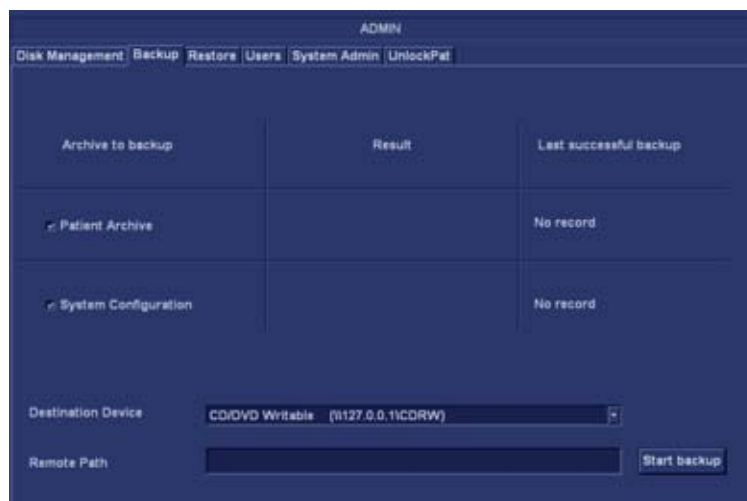 ADMIN
Disk Management Backup Restore Users System Admin UnlockPat
Archive to backup Result Last successful backup
Patient Archive No record
System Configuration No record
Destination Device CD/DVD Writable (\\127.0.0.1\CDRW)
Remote Path Start backup